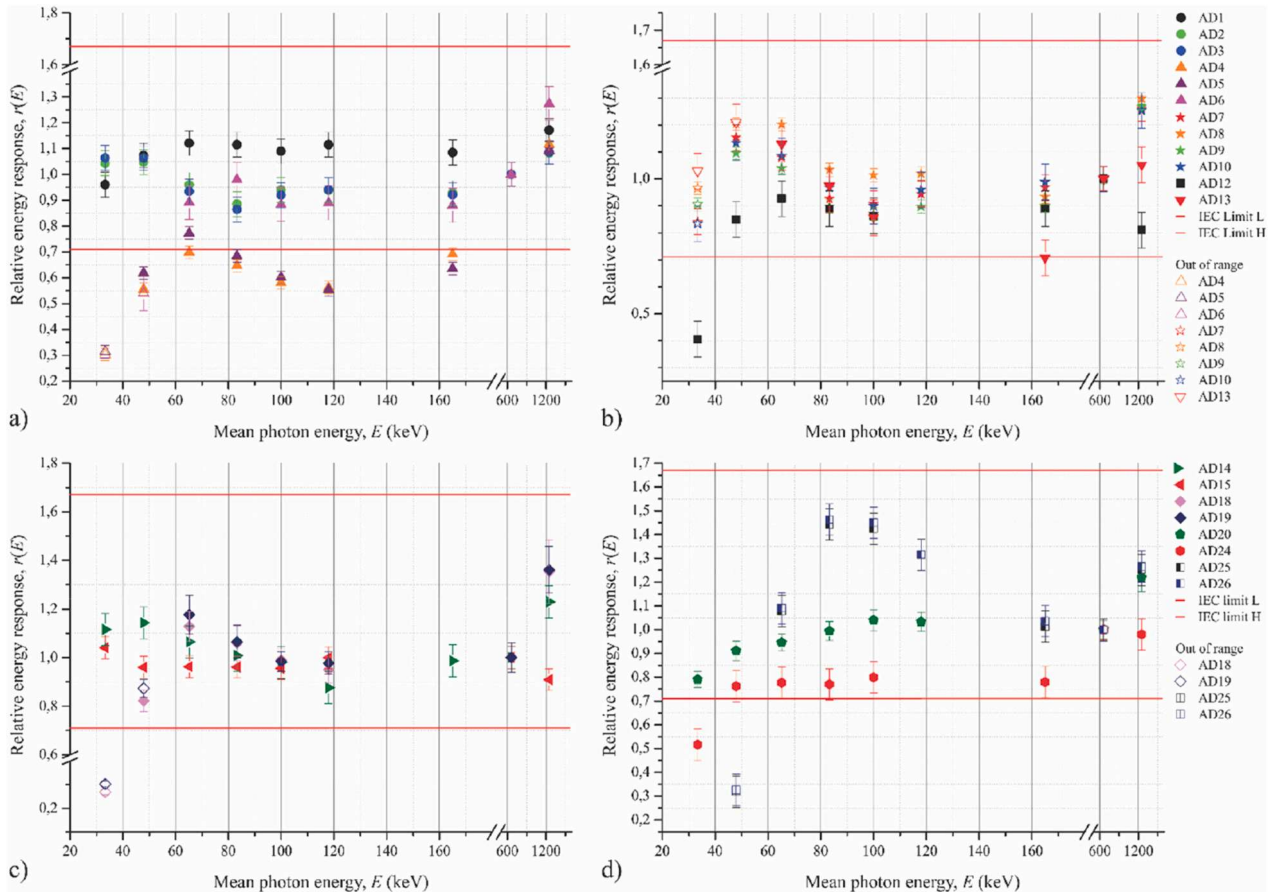 1,8
1,6
1,3
1,2
1,1
1,0
0,9
0,8
0,7
0,6
0,5
0,4
0,3
0,2
Relative energy response, r(E)
20 40 60 80 100 120 140 160 600 1200
a)
Mean photon energy, E (keV)
1,7
1,6
1,0
0,5
Relative energy response, r(E)
20 40 60 80 100 120 140 160 600 1200
b)
Mean photon energy, E (keV)
AD1
AD2
AD3
AD4
AD5
AD6
AD7
AD8
AD9
AD10
AD12
AD13
IEC Limit L
IEC Limit H
Out of range
AD4
AD5
AD6
AD7
AD8
AD9
AD10
AD13
1,8
1,6
1,4
1,2
1,0
0,8
0,6
0,2
Relative energy response, r(E)
20 40 60 80 100 120 140 160 600 1200
c)
Mean photon energy, E (keV)
1,7
1,6
1,5
1,4
1,3
1,2
1,1
1,0
0,9
0,8
0,7
0,6
0,5
0,4
0,3
0,2
Relative energy response, r(E)
20 40 60 80 100 120 140 160 600 1200
d)
Mean photon energy, E (keV)
AD14
AD15
AD18
AD19
AD20
AD24
AD25
AD26
IEC limit L
IEC limit H
Out of range
AD18
AD19
AD25
AD26